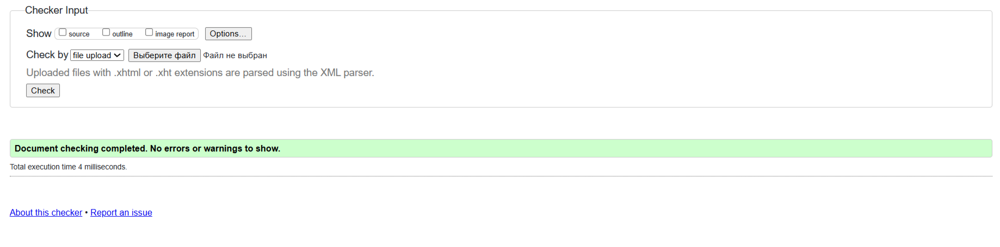 Checker Input
Show source outline image report Options...
Check by file upload Выберите файл Файл не выбран
Uploaded files with .xhtml or .xht extensions are parsed using the XML parser.
Check
Document checking completed. No errors or warnings to show.
Total execution time 4 milliseconds.
About this checker • Report an issue